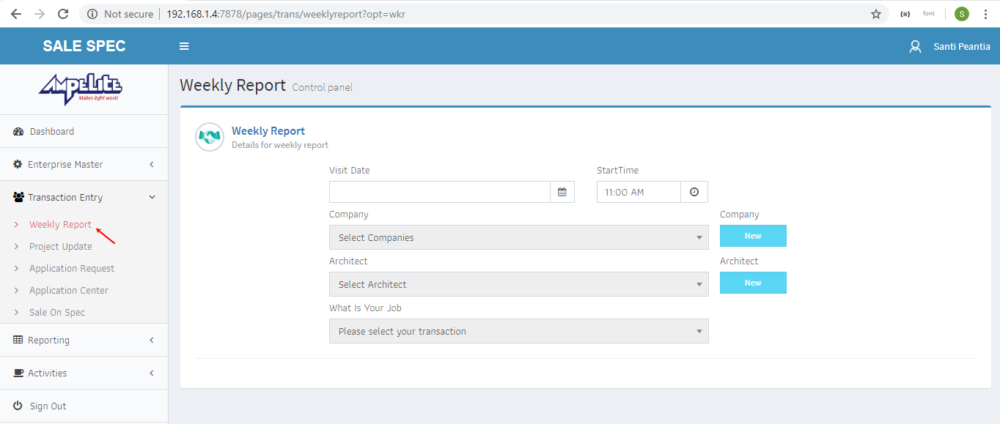 Not secure | 192.168.1.4:7878/pages/trans/weeklyreport?opt=wkr
font
S
SALE SPEC
Santi Peantia
AMPELITE
Makes light work!
Dashboard
Enterprise Master
Transaction Entry
Weekly Report
Project Update
Application Request
Application Center
Sale On Spec
Reporting
Activities
Sign Out
Weekly Report Control panel
Weekly Report
Details for weekly report
Visit Date StartTime
11:00 AM
Company Company
Select Companies New
Architect Architect
Select Architect New
What Is Your Job
Please select your transaction